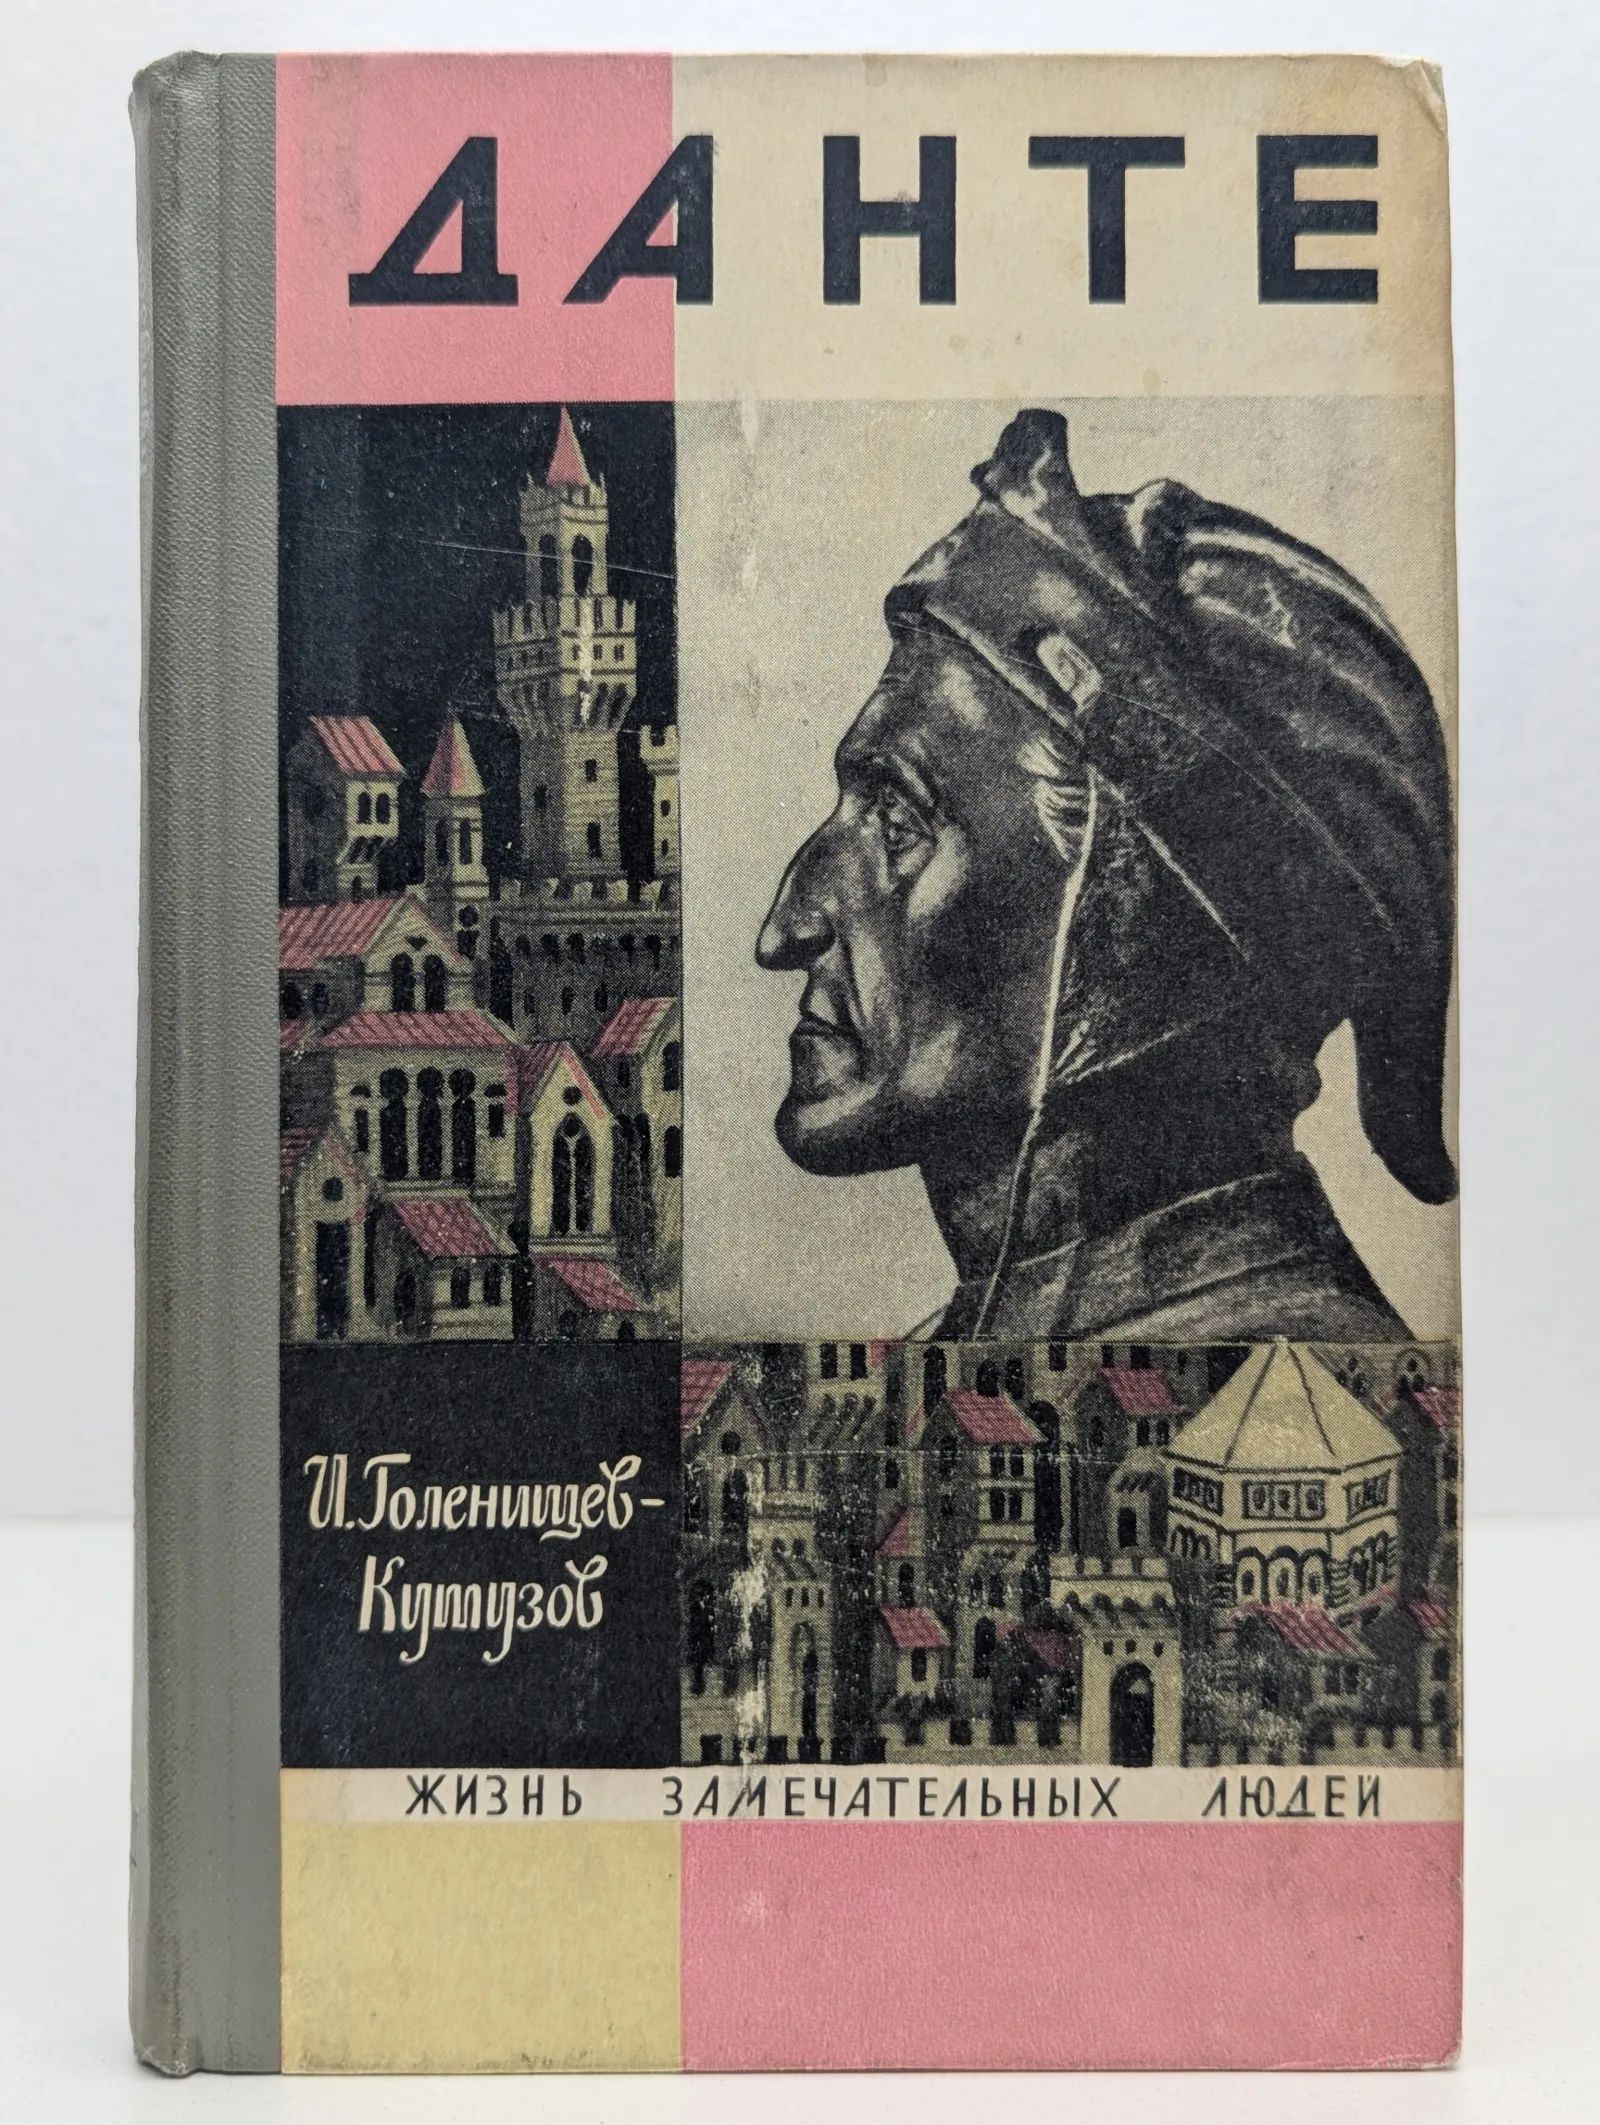 ДАНТЕ
И. Голенищев-
Кутузов
ЖИЗНЬ ЗАМЕЧАТЕЛЬНЫХ ЛЮДЕЙ